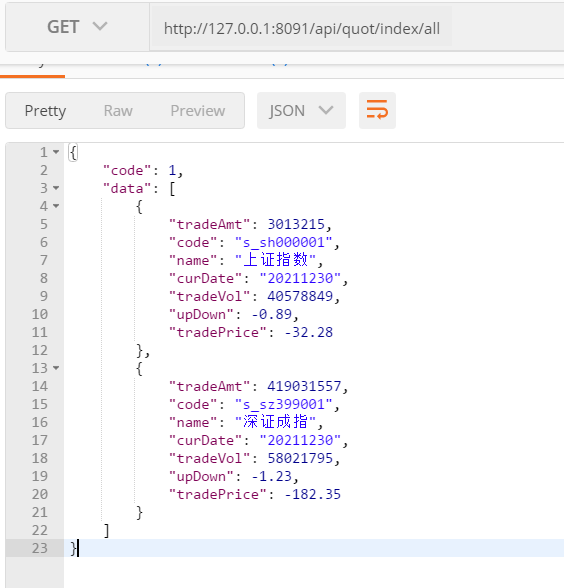 GET http://127.0.0.1:8091/api/quot/index/all
Pretty Raw Preview JSON
1 {
2 "code": 1,
3 "data": [
4 {
5 "tradeAmt": 3013215,
6 "code": "s_sh000001",
7 "name": "上证指数",
8 "curDate": "20211230",
9 "tradeVol": 40578849,
10 "upDown": -0.89,
11 "tradePrice": -32.28
12 },
13 {
14 "tradeAmt": 419031557,
15 "code": "s_sz399001",
16 "name": "深证成指",
17 "curDate": "20211230",
18 "tradeVol": 58021795,
19 "upDown": -1.23,
20 "tradePrice": -182.35
21 }
22 ]
23 }